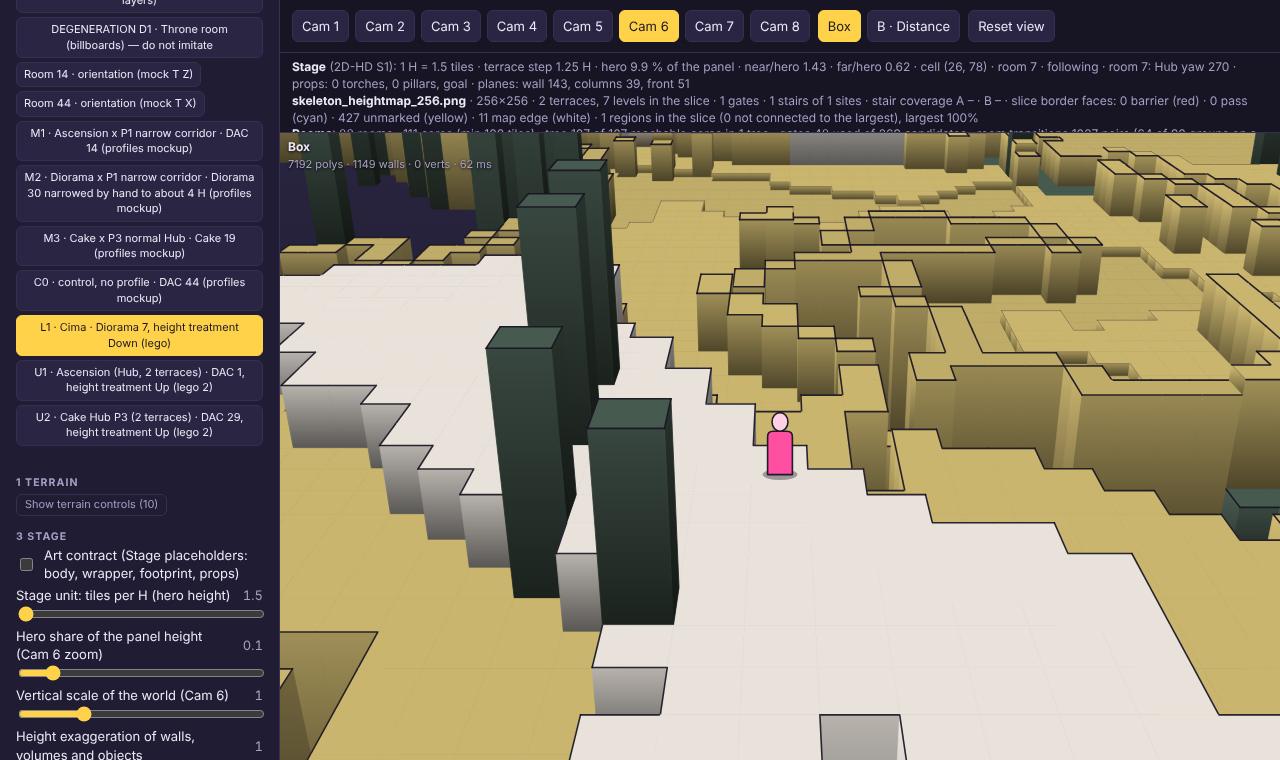 layers)
DEGENERATION D1 · Throne room
(billboards) — do not imitate
Room 14 · orientation (mock T Z)
Room 44 · orientation (mock T X)
M1 · Ascension x P1 narrow corridor · DAC
14 (profiles mockup)
M2 · Diorama x P1 narrow corridor · Diorama
30 narrowed by hand to about 4 H (profiles
mockup)
M3 · Cake x P3 normal Hub · Cake 19
(profiles mockup)
C0 · control, no profile · DAC 44 (profiles
mockup)
L1 · Cima · Diorama 7, height treatment
Down (lego)
U1 · Ascension (Hub, 2 terraces) · DAC 1,
height treatment Up (lego 2)
U2 · Cake Hub P3 (2 terraces) · DAC 29,
height treatment Up (lego 2)
1 TERRAIN
Show terrain controls (10)
3 STAGE
Art contract (Stage placeholders:
body, wrapper, footprint, props)
Stage unit: tiles per H (hero height) 1.5
Hero share of the panel height
(Cam 6 zoom) 0.1
Vertical scale of the world (Cam 6) 1
Height exaggeration of walls,
volumes and objects 1
Cam 1 Cam 2 Cam 3 Cam 4 Cam 5 Cam 6 Cam 7 Cam 8 Box B · Distance Reset view
Stage (2D-HD S1): 1 H = 1.5 tiles · terrace step 1.25 H · hero 9.9 % of the panel · near/hero 1.43 · far/hero 0.62 · cell (26, 78) · room 7 · following · room 7: Hub yaw 270 ·
props: 0 torches, 0 pillars, goal · planes: wall 143, columns 39, front 51
skeleton_heightmap_256.png · 256×256 · 2 terraces, 7 levels in the slice · 1 gates · 1 stairs of 1 sites · stair coverage A – · B – · slice border faces: 0 barrier (red) · 0 pass
(cyan) · 427 unmarked (yellow) · 11 map edge (white) · 1 regions in the slice (0 not connected to the largest), largest 100%
Box
7192 polys · 1149 walls · 0 verts · 62 ms